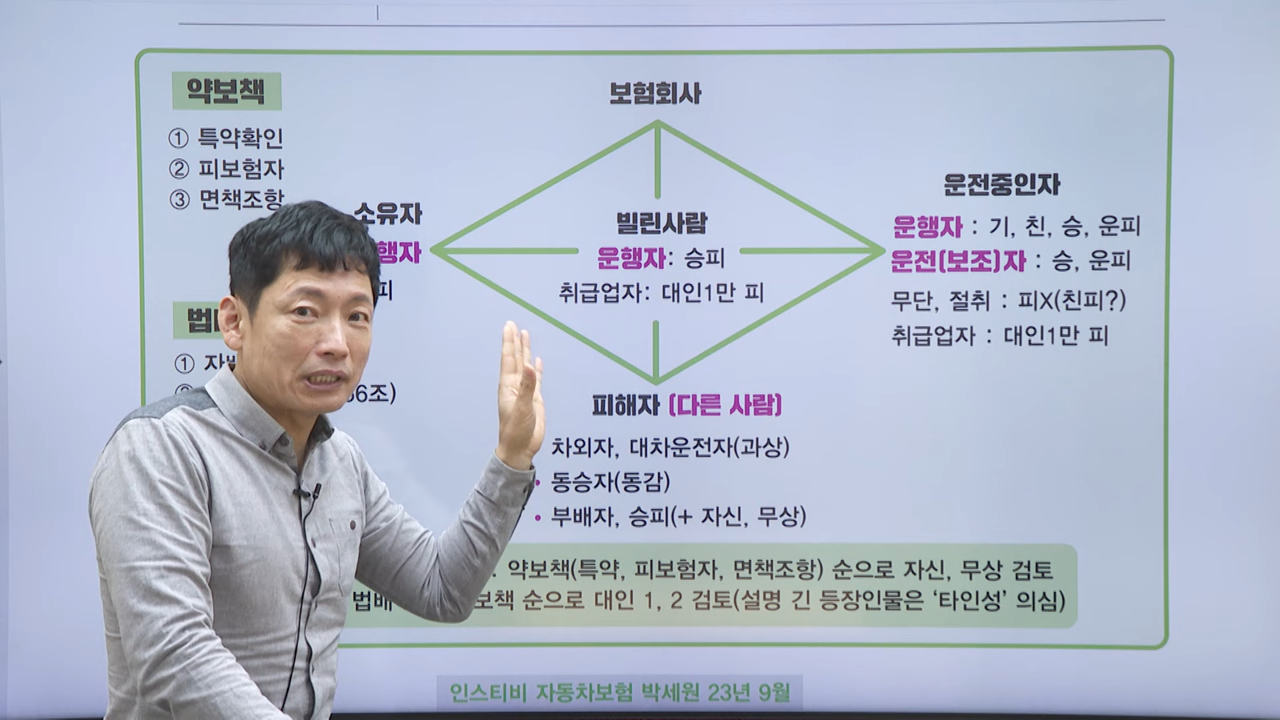 약보책
① 특약확인
② 피보험자
③ 면책조항
보험회사
소유자
행자
피
빌린사람
운행자: 승피
취급업자: 대인1만 피
운전중인자
운행자 : 기, 친, 승, 운피
운전(보조)자 : 승, 운피
무단, 절취 : 피X(친피?)
취급업자 : 대인1만 피
① 자
6조)
피해자 (다른 사람)
차외자, 대차운전자(과상)
• 동승자(동감)
• 부배자, 승피(+ 자신, 무상)
: 약보책(특약, 피보험자, 면책조항) 순으로 자신, 무상 검토
법배 보책 순으로 대인 1, 2 검토(설명 긴 등장인물은 ‘타인성’ 의심)
인스티비 자동차보험 박세원 23년 9월